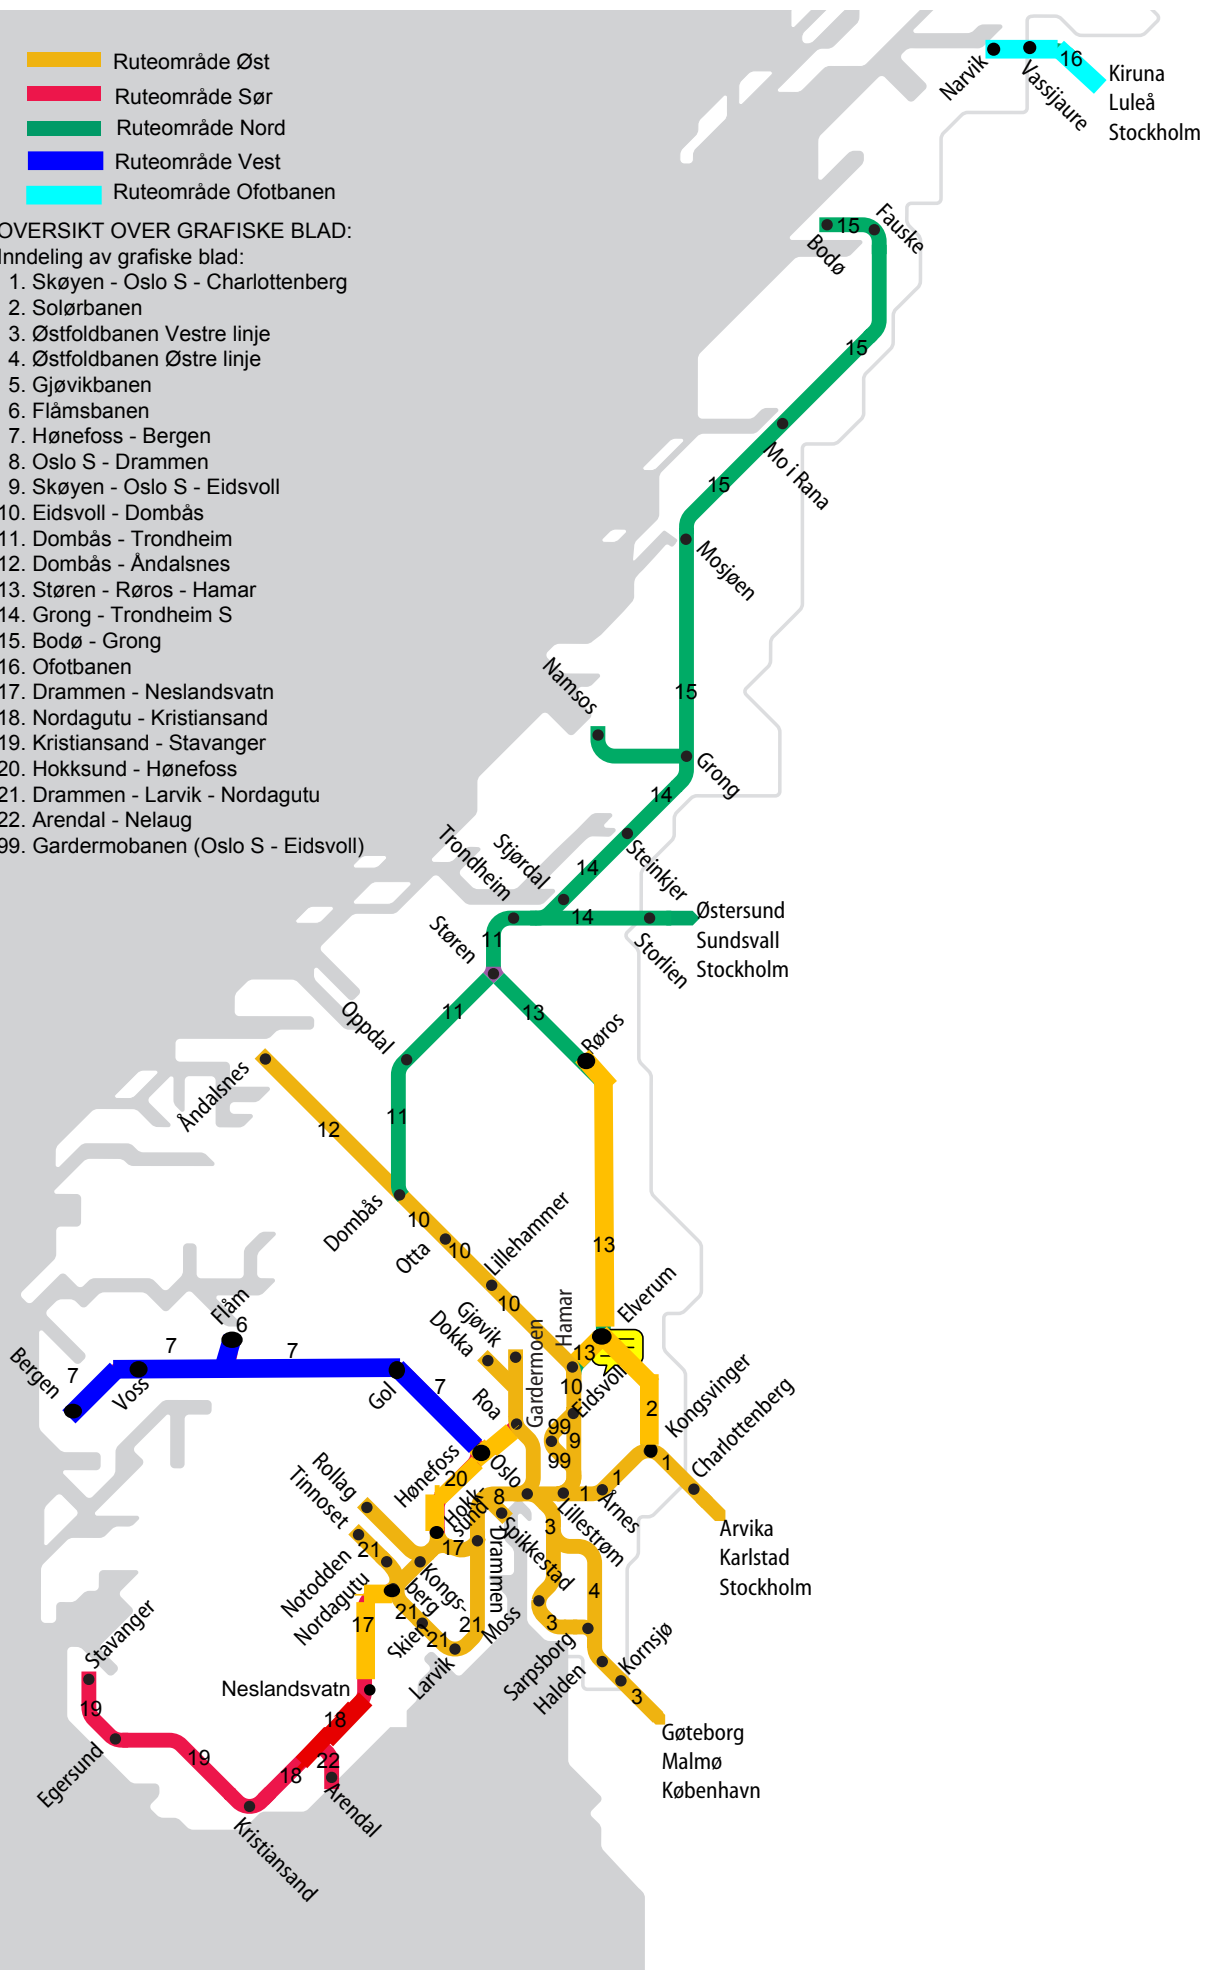 Ruteområde Øst
Ruteområde Sør
Ruteområde Nord
Ruteområde Vest
Ruteområde Ofotbanen
OVERSIKT OVER GRAFISKE BLAD:
Inndeling av grafiske blad:
1. Skøyen - Oslo S - Charlottenberg
2. Solørbanen
3. Østfoldbanen Vestre linje
4. Østfoldbanen Østre linje
5. Gjøvikbanen
6. Flåmsbanen
7. Hønefoss - Bergen
8. Oslo S - Drammen
9. Skøyen - Oslo S - Eidsvoll
10. Eidsvoll - Dombås
11. Dombås - Trondheim
12. Dombås - Åndalsnes
13. Støren - Røros - Hamar
14. Grong - Trondheim S
15. Bodø - Grong
16. Ofotbanen
17. Drammen - Neslandsvatn
18. Nordagutu - Kristiansand
19. Kristiansand - Stavanger
20. Hokksund - Hønefoss
21. Drammen - Larvik - Nordagutu
22. Arendal - Nelaug
99. Gardermobanen (Oslo S - Eidsvoll)
Narvik
Vassijaure
16
Kiruna
Luleå
Stockholm
Bodø
15
Fauske
15
Mo i Rana
15
Mosjøen
15
Namsos
Grong
14
Steinkjer
14
Stjørdal
Trondheim
14
Storlien
Østersund
Sundsvall
Stockholm
11
Støren
11
13
Oppdal
Røros
11
Åndalsnes
12
Dombås
10
Otta
10
Lillehammer
10
13
Elverum
Hamar
13
Gjøvik
Dokka
Gardermoen
10
Eidsvoll
99
9
99
Flåm
6
7
7
7
Bergen
Voss
Gol
7
Roa
2
Kongsvinger
Charlottenberg
1
1
Årnes
1
Lillestrøm
Arvika
Karlstad
Stockholm
Hønefoss
Oslo
20
8
Hokk-
sund
Spikkestad
3
Rollag
Tinnoset
21
17
Drammen
Notodden
Nordagutu
Kongs-
berg
21
Skien
21
21
Larvik
Moss
4
3
Sarpsborg
Halden
Kornsjø
3
Gøteborg
Malmø
København
17
Neslandsvatn
18
22
18
Arendal
Stavanger
19
Egersund
19
Kristiansand